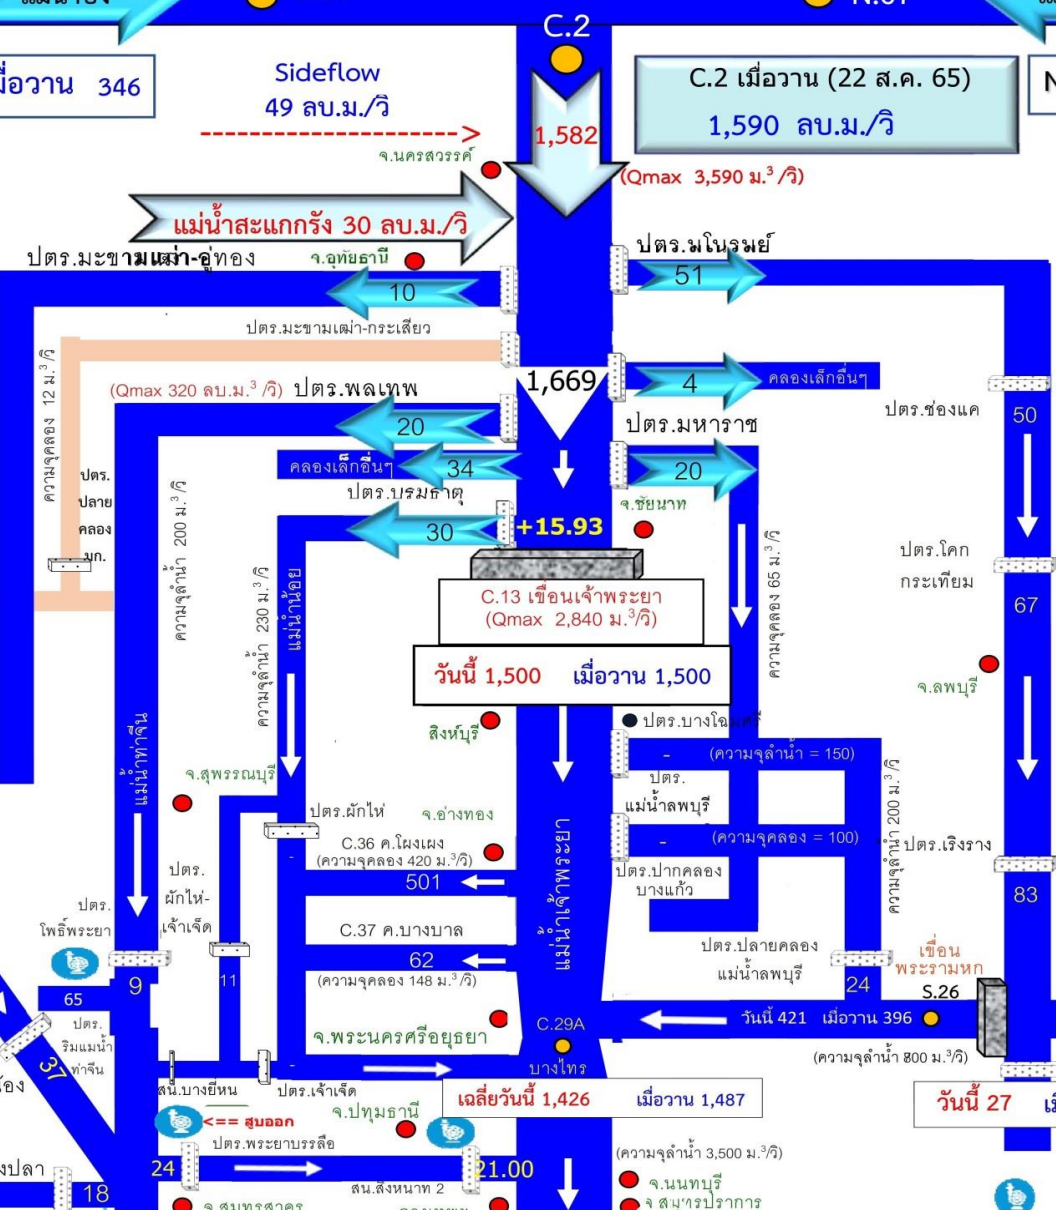 C.2
Sideflow
49 ลบ.ม./วิ
346
C.2 เมื่อวาน (22 ส.ค. 65)
1,590 ลบ.ม./วิ
1,582
จ.นครสวรรค์
(Qmax 3,590 ม.³/วิ)
แม่น้ำสะแกกรัง 30 ลบ.ม./วิ
ปตร.มะขามเฒ่า-อู่ทอง
จ.อุทัยธานี
ปตร.มโนรมย์
51
10
ปตร.มะขามเฒ่า-กระเสียว
ความจุคลอง 12 ม.³/วิ
(Qmax 320 ลบ.ม.³/วิ) ปตร.พลเทพ
1,669
4
คลองเล็กอื่นๆ
ปตร.ช่องแค
50
20
ปตร.มหาราช
คลองเล็กอื่นๆ
34
20
ปตร.
ปลาย
คลอง
มก.
ปตร.บรมธาตุ
จ.ชัยนาท
30
+15.93
ความจุลำน้ำ 200 ม.³/วิ
ความจุลำน้ำ 230 ม.³/วิ
แม่น้ำน้อย
ความจุคลอง 65 ม.³/วิ
ปตร.โคก
กระเทียม
67
C.13 เขื่อนเจ้าพระยา
(Qmax 2,840 ม.³/วิ)
วันนี้ 1,500 เมื่อวาน 1,500
จ.ลพบุรี
สิงห์บุรี
ปตร.บางโฉมศรี
-
(ความจุลำน้ำ = 150)
แม่น้ำท่าจีน
จ.สุพรรณบุรี
ปตร.
แม่น้ำลพบุรี
ความจุลำน้ำ 200 ม.³/วิ
ปตร.ผักไห่
จ.อ่างทอง
-
(ความจุคลอง = 100)
ปตร.เริงราง
C.36 ค.โผงเผง
(ความจุคลอง 420 ม.³/วิ)
-
501
แม่น้ำเจ้าพระยา
ปตร.ปากคลอง
บางแก้ว
83
ปตร.
ผักไห่-
เจ้าเจ็ด
ปตร.
โพธิ์พระยา
C.37 ค.บางบาล
62
(ความจุคลอง 148 ม.³/วิ)
ปตร.ปลายคลอง
แม่น้ำลพบุรี
เขื่อน
พระรามหก
S.26
9
11
24
65
ปตร.
ริมแม่น้ำ
ท่าจีน
37
จ.พระนครศรีอยุธยา
C.29A
บางไทร
วันนี้ 421 เมื่อวาน 396
(ความจุลำน้ำ 800 ม.³/วิ)
สน.บางยี่หน
ปตร.เจ้าเจ็ด
-
เฉลี่ยวันนี้ 1,426 เมื่อวาน 1,487
วันนี้ 27
<== สูบออก
จ.ปทุมธานี
ปตร.พระยาบรรลือ
24
21.00
สน.สิงหนาท 2
(ความจุลำน้ำ 3,500 ม.³/วิ)
18
จ.นนทบุรี
จ.สมุทรสาคร
จ.สมุทรปราการ